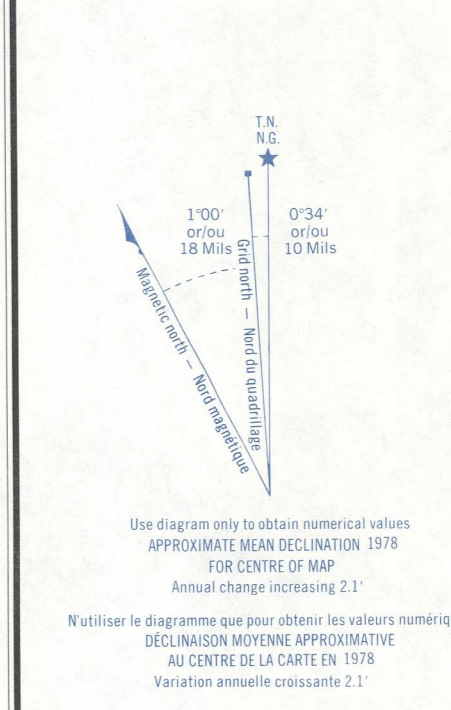 T.N.
N.G.
1°00'
or/ou
18 Mils
0°34'
or/ou
10 Mils
Magnetic north — Nord magnétique
Grid north — Nord du quadrillage
Use diagram only to obtain numerical values
APPROXIMATE MEAN DECLINATION 1978
FOR CENTRE OF MAP
Annual change increasing 2.1'
N'utiliser le diagramme que pour obtenir les valeurs numériq
DÉCLINAISON MOYENNE APPROXIMATIVE
AU CENTRE DE LA CARTE EN 1978
Variation annuelle croissante 2.1'